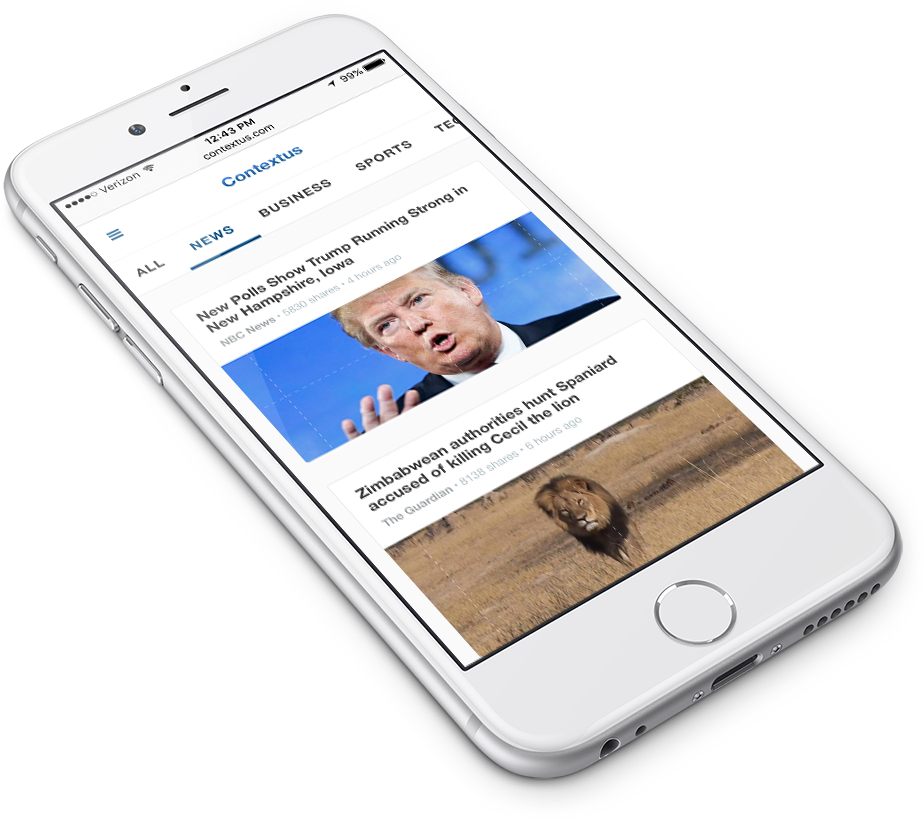 Verizon 12:43 PM 99%
contextus.com
Contextus
ALL NEWS BUSINESS SPORTS TEC
New Polls Show Trump Running Strong in
New Hampshire, Iowa
NBC News • 5830 shares • 4 hours ago
Zimbabwean authorities hunt Spaniard
accused of killing Cecil the lion
The Guardian • 8138 shares • 6 hours ago